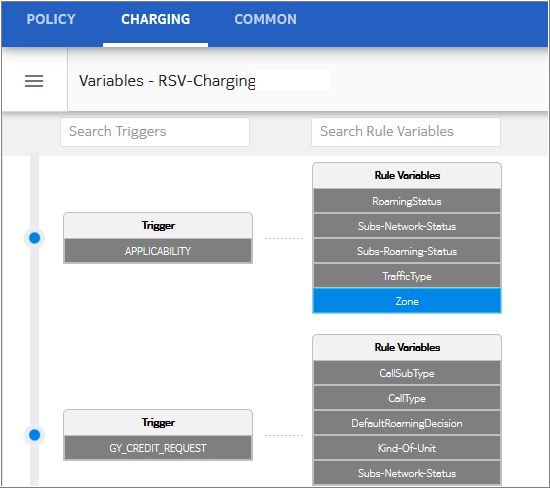 POLICY CHARGING COMMON
Variables - RSV-Charging
Search Triggers Search Rule Variables
Rule Variables
RoamingStatus
Trigger Subs-Network-Status
APPLICABILITY Subs-Roaming-Status
TrafficType
Zone
Rule Variables
CallSubType
CallType
Trigger DefaultRoamingDecision
GY_CREDIT_REQUEST Kind-Of-Unit
Subs-Network-Status